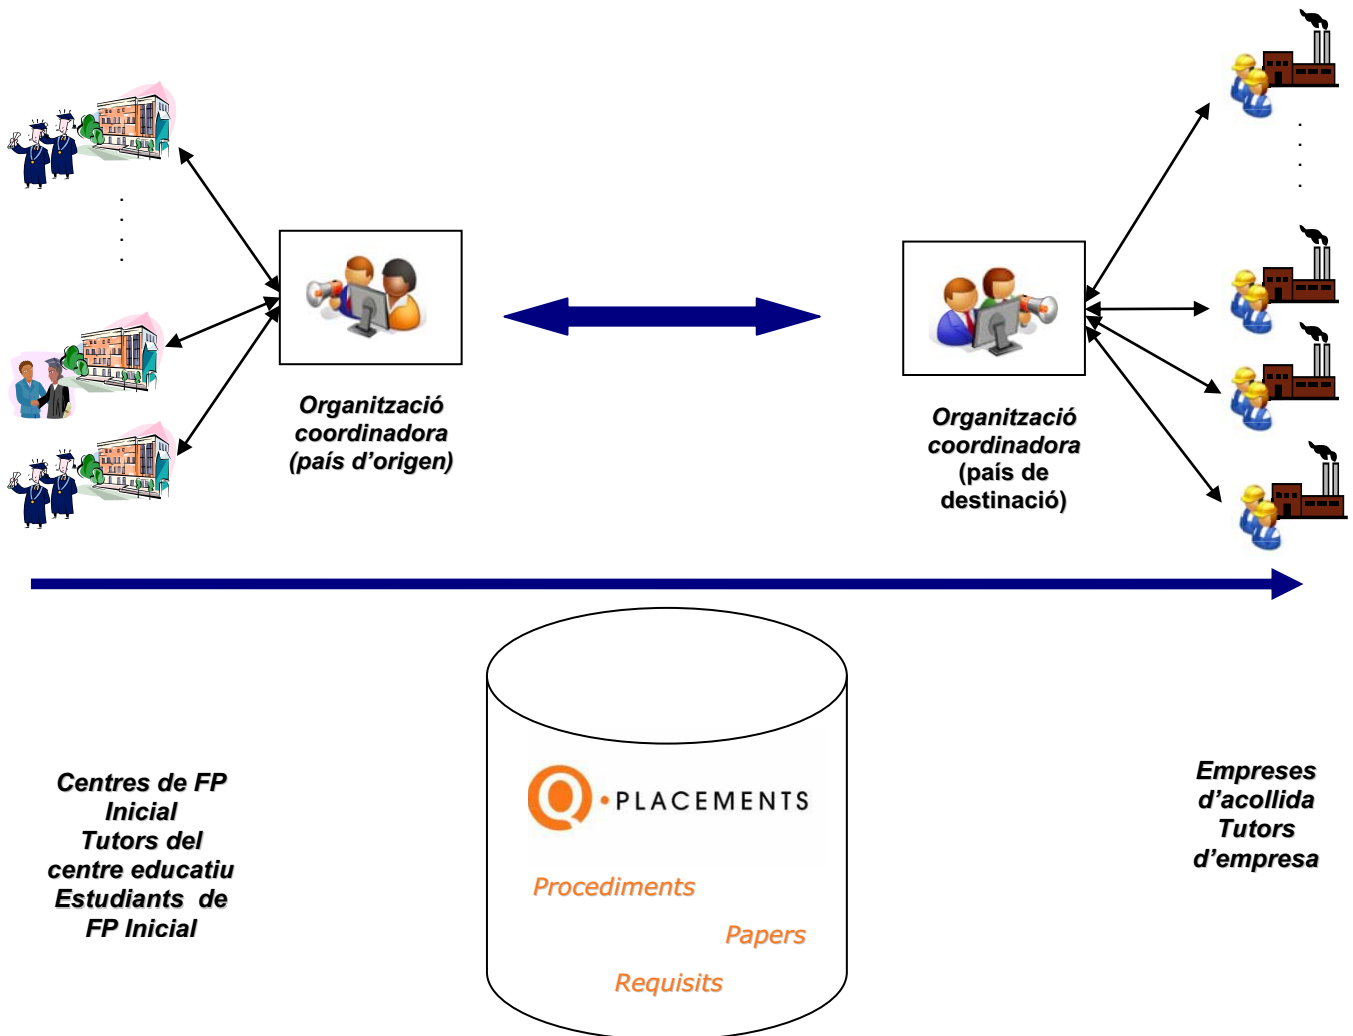 Organització
coordinadora
(país d'origen)
Organització
coordinadora
(país de
destinació)
Centres de FP
Inicial
Tutors del
centre educatiu
Estudiants de
FP Inicial
Q·PLACEMENTS
Procediments
Papers
Requisits
Empreses
d'acollida
Tutors
d'empresa